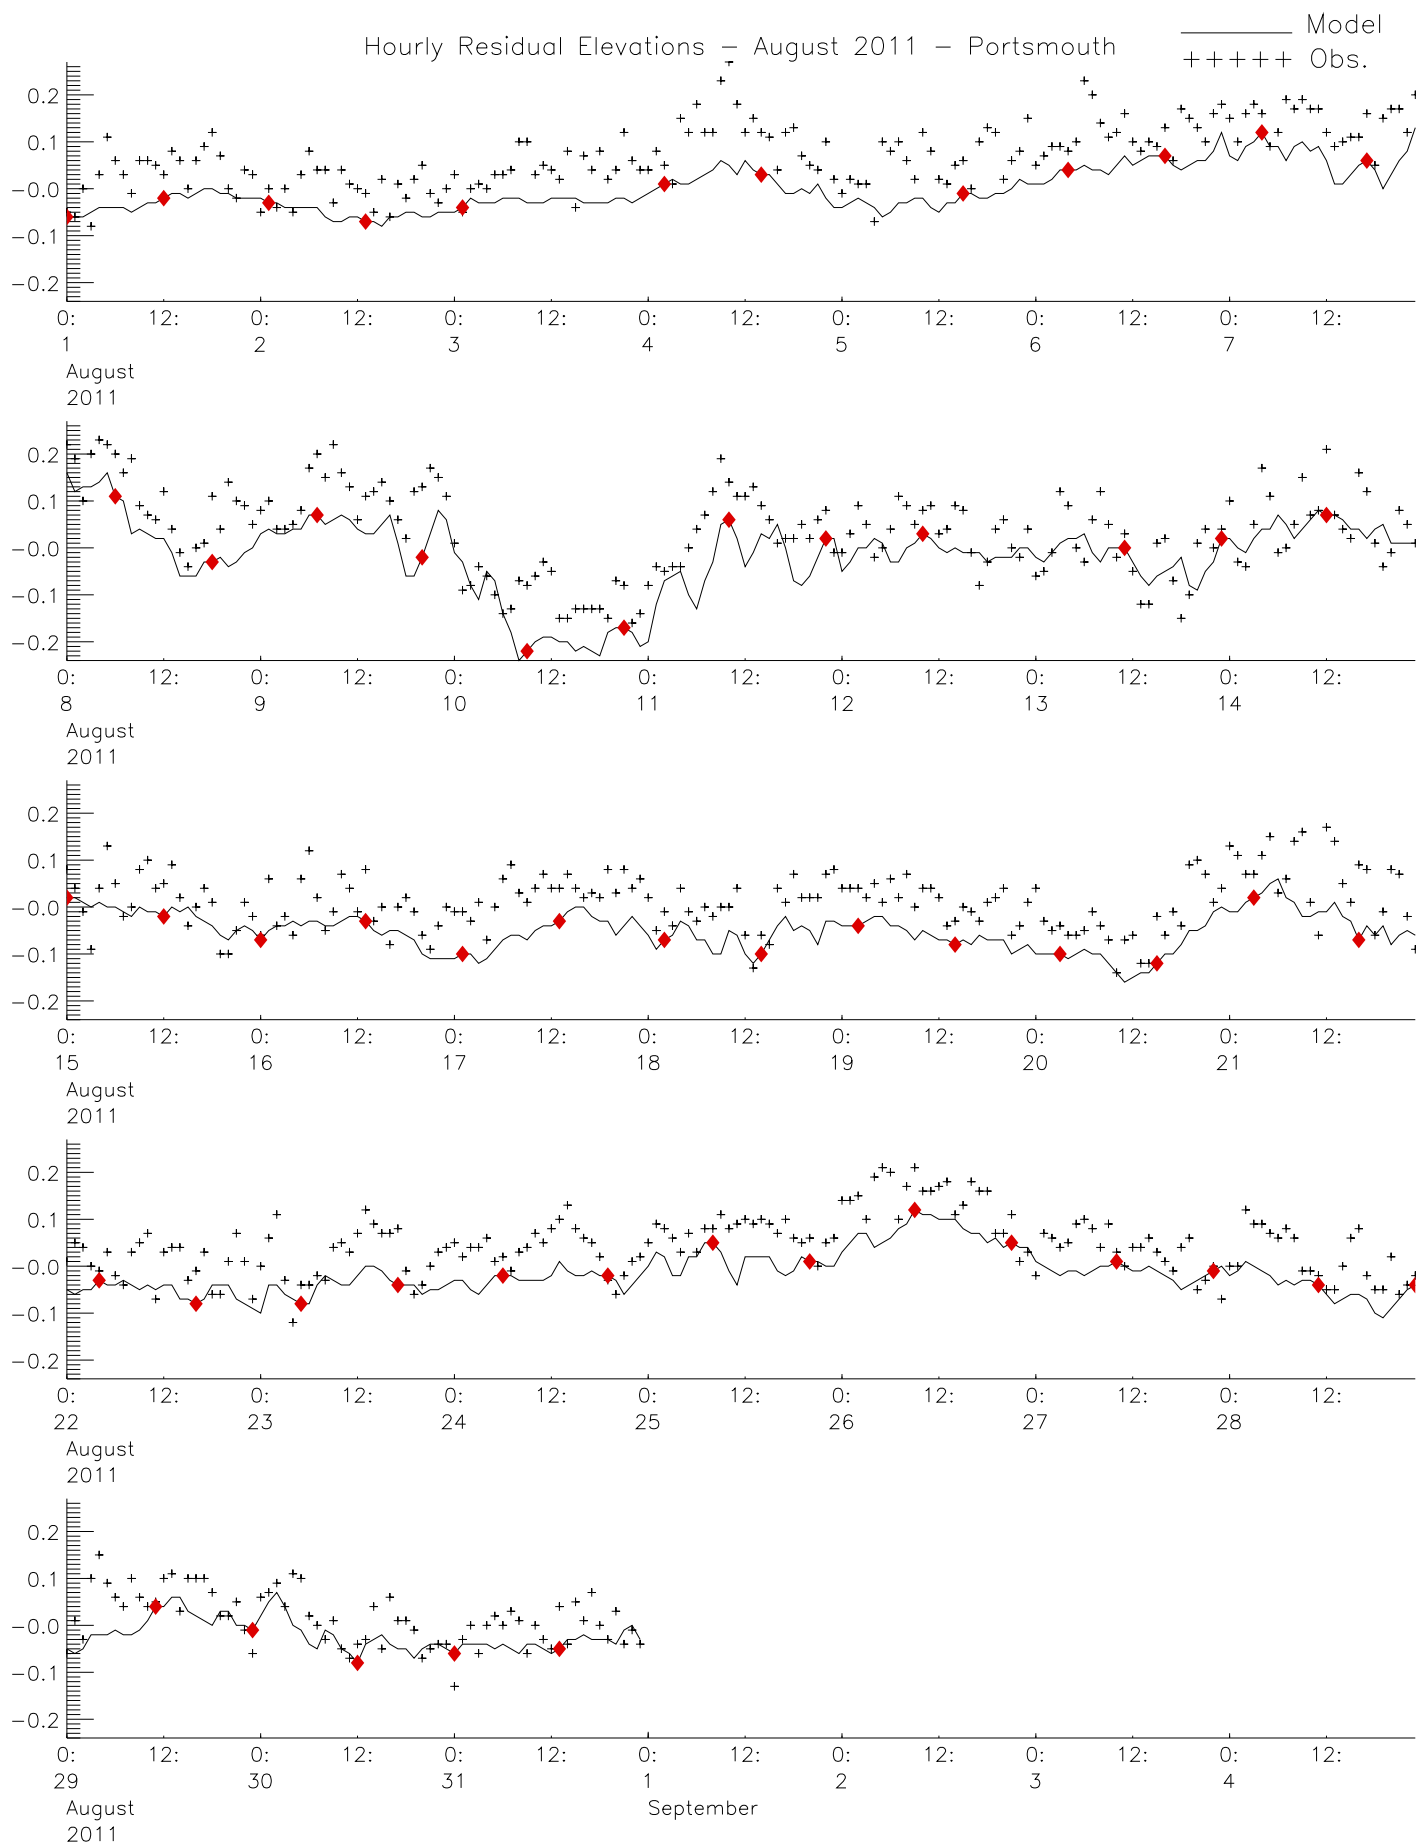 Hourly Residual Elevations − August 2011 − Portsmouth
Model
+++++ Obs.
0.2
0.1
−0.0
−0.1
−0.2
0: 12: 0: 12: 0: 12: 0: 12: 0: 12: 0: 12: 0: 12:
1 2 3 4 5 6 7
August
2011
0.2
0.1
−0.0
−0.1
−0.2
0: 12: 0: 12: 0: 12: 0: 12: 0: 12: 0: 12: 0: 12:
8 9 10 11 12 13 14
August
2011
0.2
0.1
−0.0
−0.1
−0.2
0: 12: 0: 12: 0: 12: 0: 12: 0: 12: 0: 12: 0: 12:
15 16 17 18 19 20 21
August
2011
0.2
0.1
−0.0
−0.1
−0.2
0: 12: 0: 12: 0: 12: 0: 12: 0: 12: 0: 12: 0: 12:
22 23 24 25 26 27 28
August
2011
0.2
0.1
−0.0
−0.1
−0.2
0: 12: 0: 12: 0: 12: 0: 12: 0: 12: 0: 12: 0: 12:
29 30 31 1 2 3 4
August September
2011